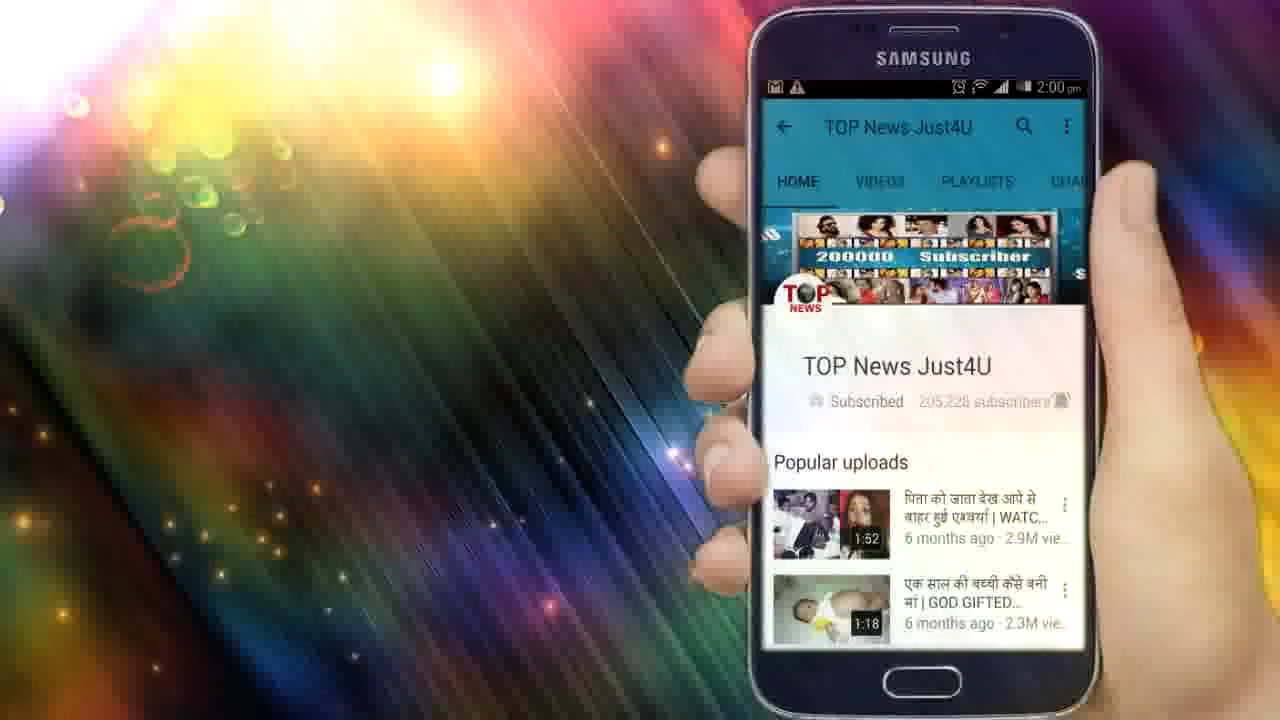 SAMSUNG
2:00 pm
TOP News Just4U
HOME VIDEOS PLAYLISTS CHAN
200000 Subscriber
TOP
NEWS
TOP News Just4U
Subscribed 205,228 subscribers
Popular uploads
पिता को जाता देख आपे से
बाहर हुई एश्वर्या | WATC...
1:52
6 months ago · 2.9M vie...
एक साल की बच्ची कैसे बनी
माँ | GOD GIFTED...
1:18
6 months ago · 2.3M vie...